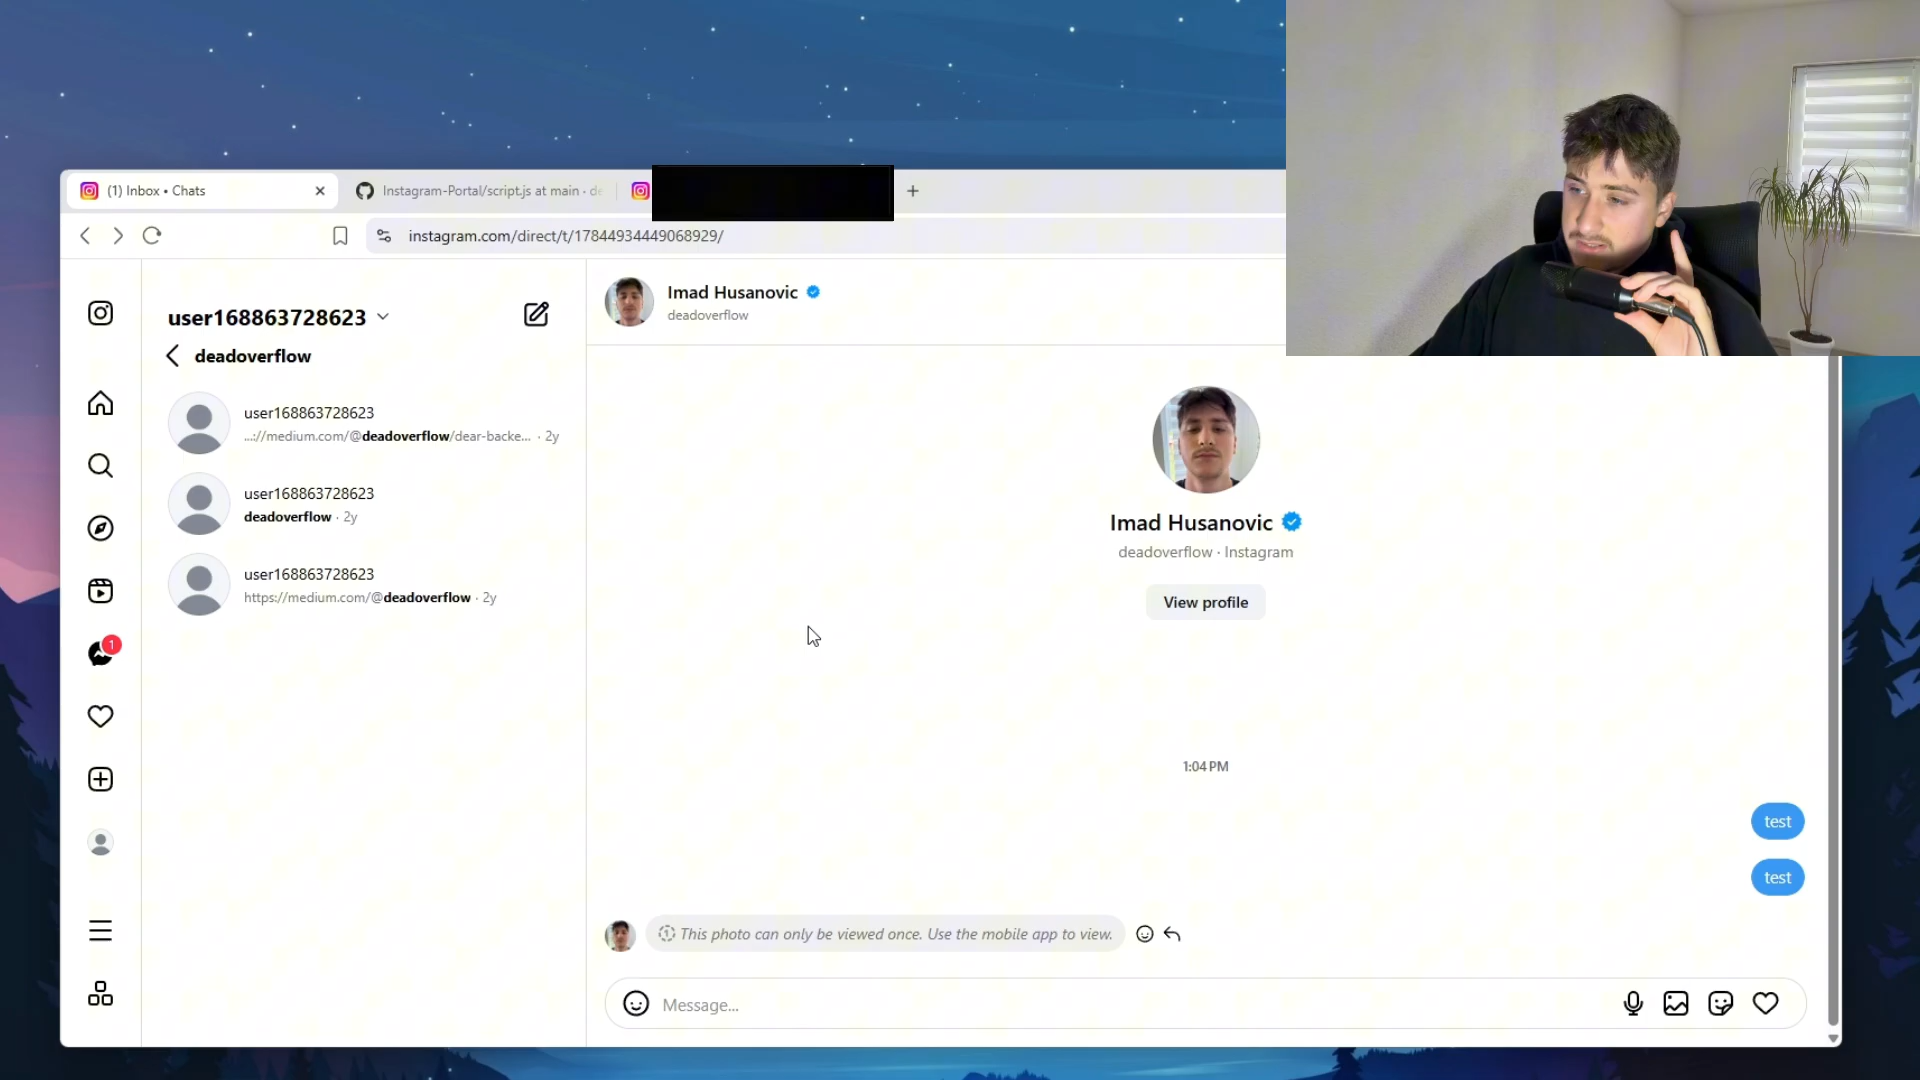 (1) Inbox • Chats
Instagram-Portal/script.js at main · de
instagram.com/direct/t/17844934449068929/
user168863728623
deadoverflow
user168863728623
...://medium.com/@deadoverflow/dear-backe... · 2y
user168863728623
deadoverflow · 2y
user168863728623
https://medium.com/@deadoverflow · 2y
1
Imad Husanovic
deadoverflow
Imad Husanovic
deadoverflow · Instagram
View profile
1:04 PM
test
test
This photo can only be viewed once. Use the mobile app to view.
Message...